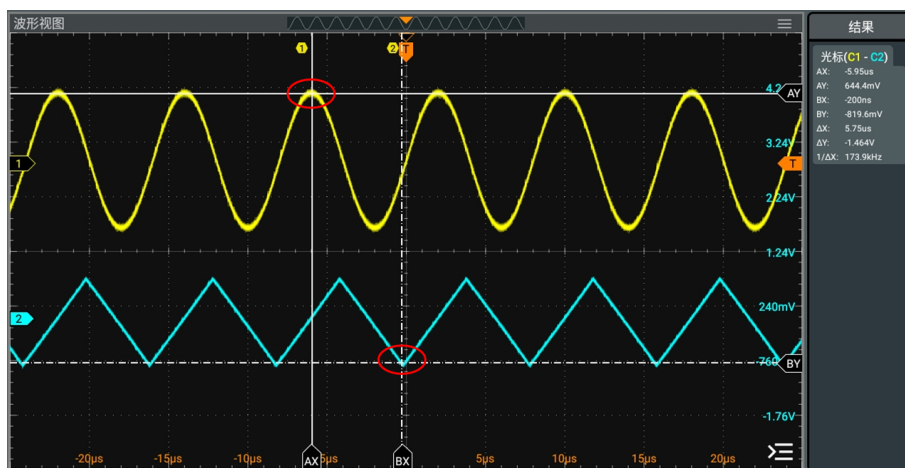 波形视图
结果
1
2
T
光标(C1 - C2)
AX: -5.95us
AY: 644.4mV
BX: -200ns
BY: -819.6mV
ΔX: 5.75us
ΔY: -1.464V
1/ΔX: 173.9kHz
4.2
AY
3.24V
1
T
2.24V
1.24V
240mV
2
-760
BY
-1.76V
-20μs
-15μs
-10μs
AX
5μs
BX
5μs
10μs
15μs
20μs